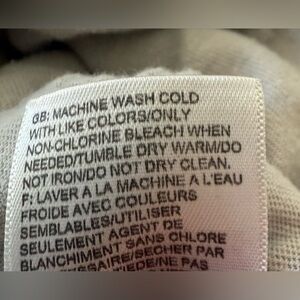 GB: MACHINE WASH COLD
WITH LIKE COLORS/ONLY
NON-CHLORINE BLEACH WHEN
NEEDED/TUMBLE DRY WARM/DO
NOT IRON/DO NOT DRY CLEAN.
F: LAVER A LA MACHINE A L'EAU
FROIDE AVEC COULEURS
SEMBLABLES/UTILISER
SEULEMENT AGENT DE
BLANCHIMENT SANS CHLORE
SECHER PAR
PAS